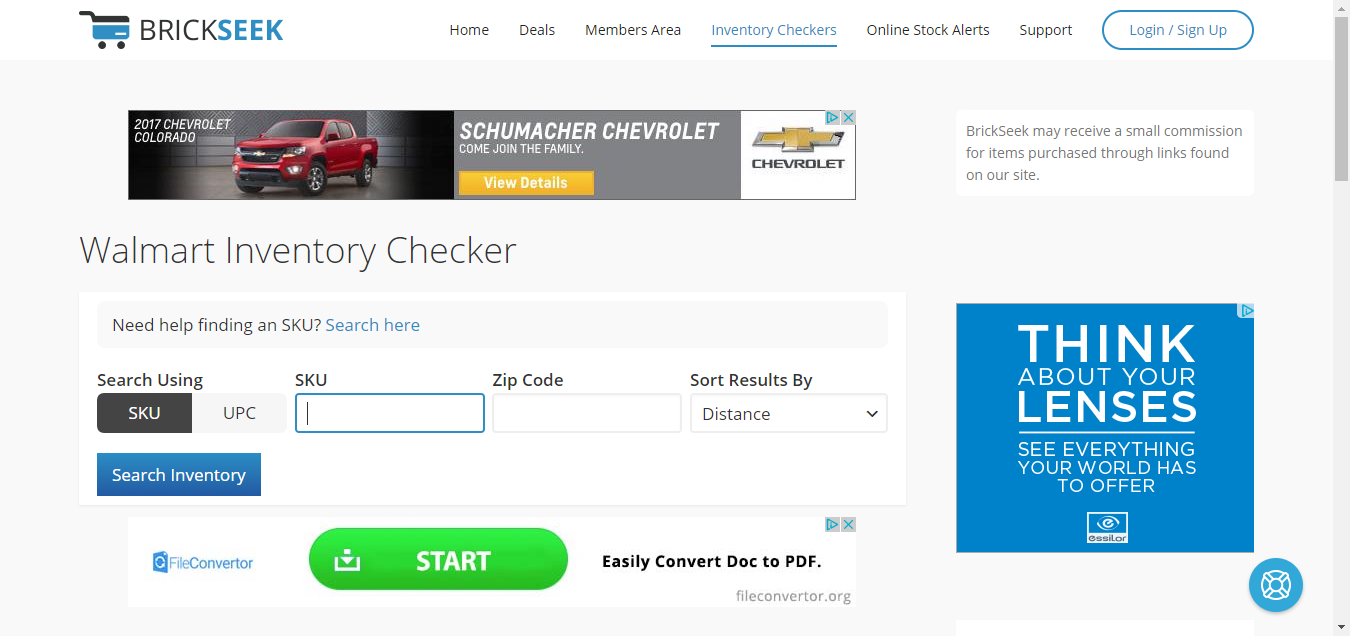 BRICKSEEK
Home
Deals
Members Area
Inventory Checkers
Online Stock Alerts
Support
Login / Sign Up
2017 CHEVROLET
COLORADO
SCHUMACHER CHEVROLET
COME JOIN THE FAMILY.
View Details
CHEVROLET
BrickSeek may receive a small commission
for items purchased through links found
on our site.
Walmart Inventory Checker
Need help finding an SKU? Search here
Search Using
SKU
UPC
SKU
Zip Code
Sort Results By
Distance
Search Inventory
THINK
ABOUT YOUR
LENSES
SEE EVERYTHING
YOUR WORLD HAS
TO OFFER
essilor
FileConvertor
START
Easily Convert Doc to PDF.
fileconvertor.org